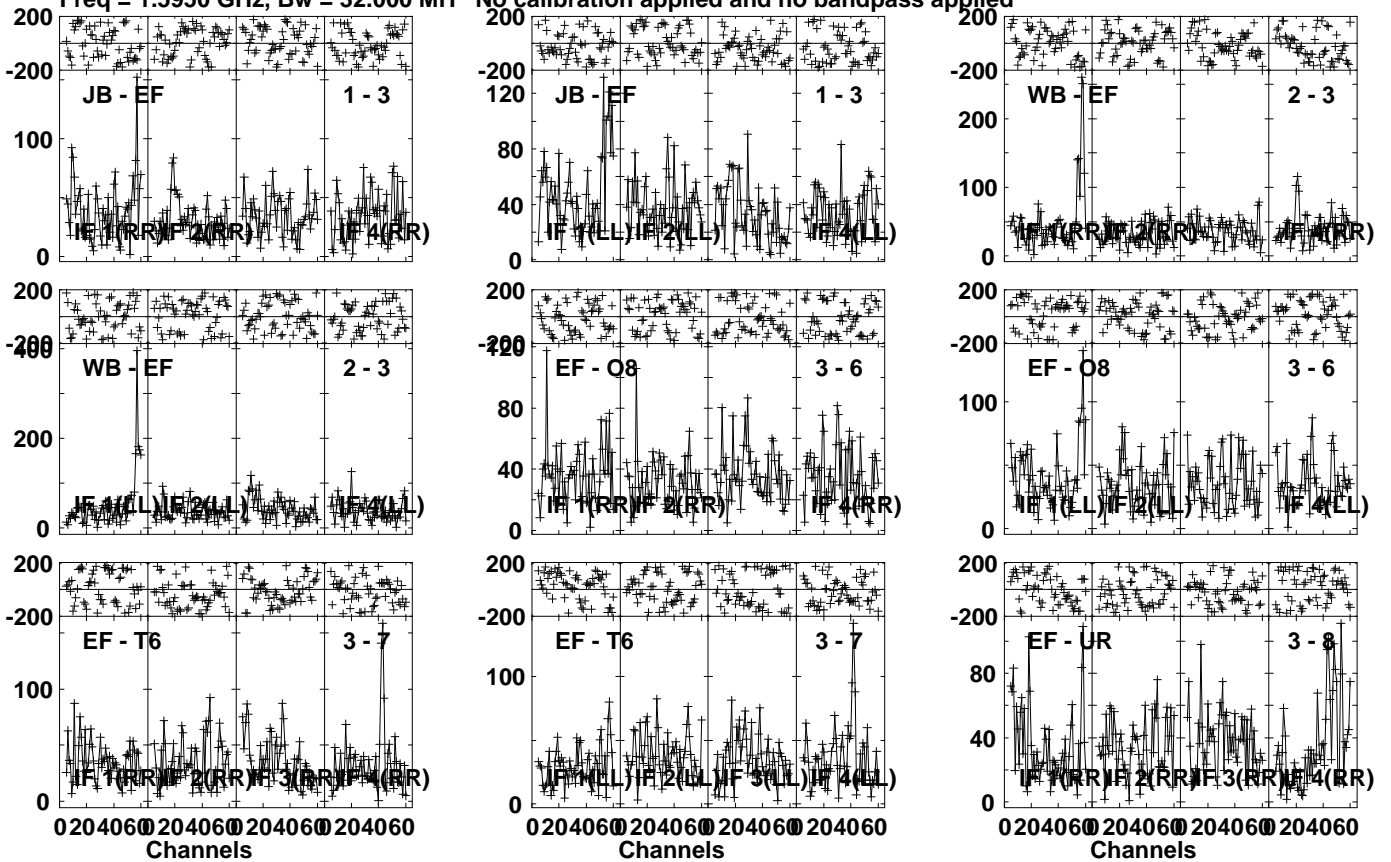 Freq = 1.5950 GHz, Bw = 32.000 MH No calibration applied and no bandpass applied
200
-200
JB - EF 1 - 3
100
0
IF 1(RR) IF 2(RR) IF 4(RR)
200
-200
JB - EF 1 - 3
120
80
40
0
IF 1(LL) IF 2(LL) IF 4(LL)
200
-200
WB - EF 2 - 3
200
100
0
IF 1(RR) IF 2(RR) IF 4(RR)
200
-200
400
WB - EF 2 - 3
200
0
IF 1(LL) IF 2(LL) IF 4(LL)
200
-200
120
EF - O8 3 - 6
80
40
0
IF 1(RR) IF 2(RR) IF 4(RR)
200
-200
EF - O8 3 - 6
100
0
IF 1(LL) IF 2(LL) IF 4(LL)
200
-200
EF - T6 3 - 7
100
0
IF 1(RR) IF 2(RR) IF 3(RR) IF 4(RR)
0 20 40 60 0 20 40 60 0 20 40 60 0 20 40 60
Channels
200
-200
EF - T6 3 - 7
100
0
IF 1(LL) IF 2(LL) IF 3(LL) IF 4(LL)
0 20 40 60 0 20 40 60 0 20 40 60 0 20 40 60
Channels
200
-200
EF - UR 3 - 8
80
40
0
IF 1(RR) IF 2(RR) IF 3(RR) IF 4(RR)
0 20 40 60 0 20 40 60 0 20 40 60 0 20 40 60
Channels